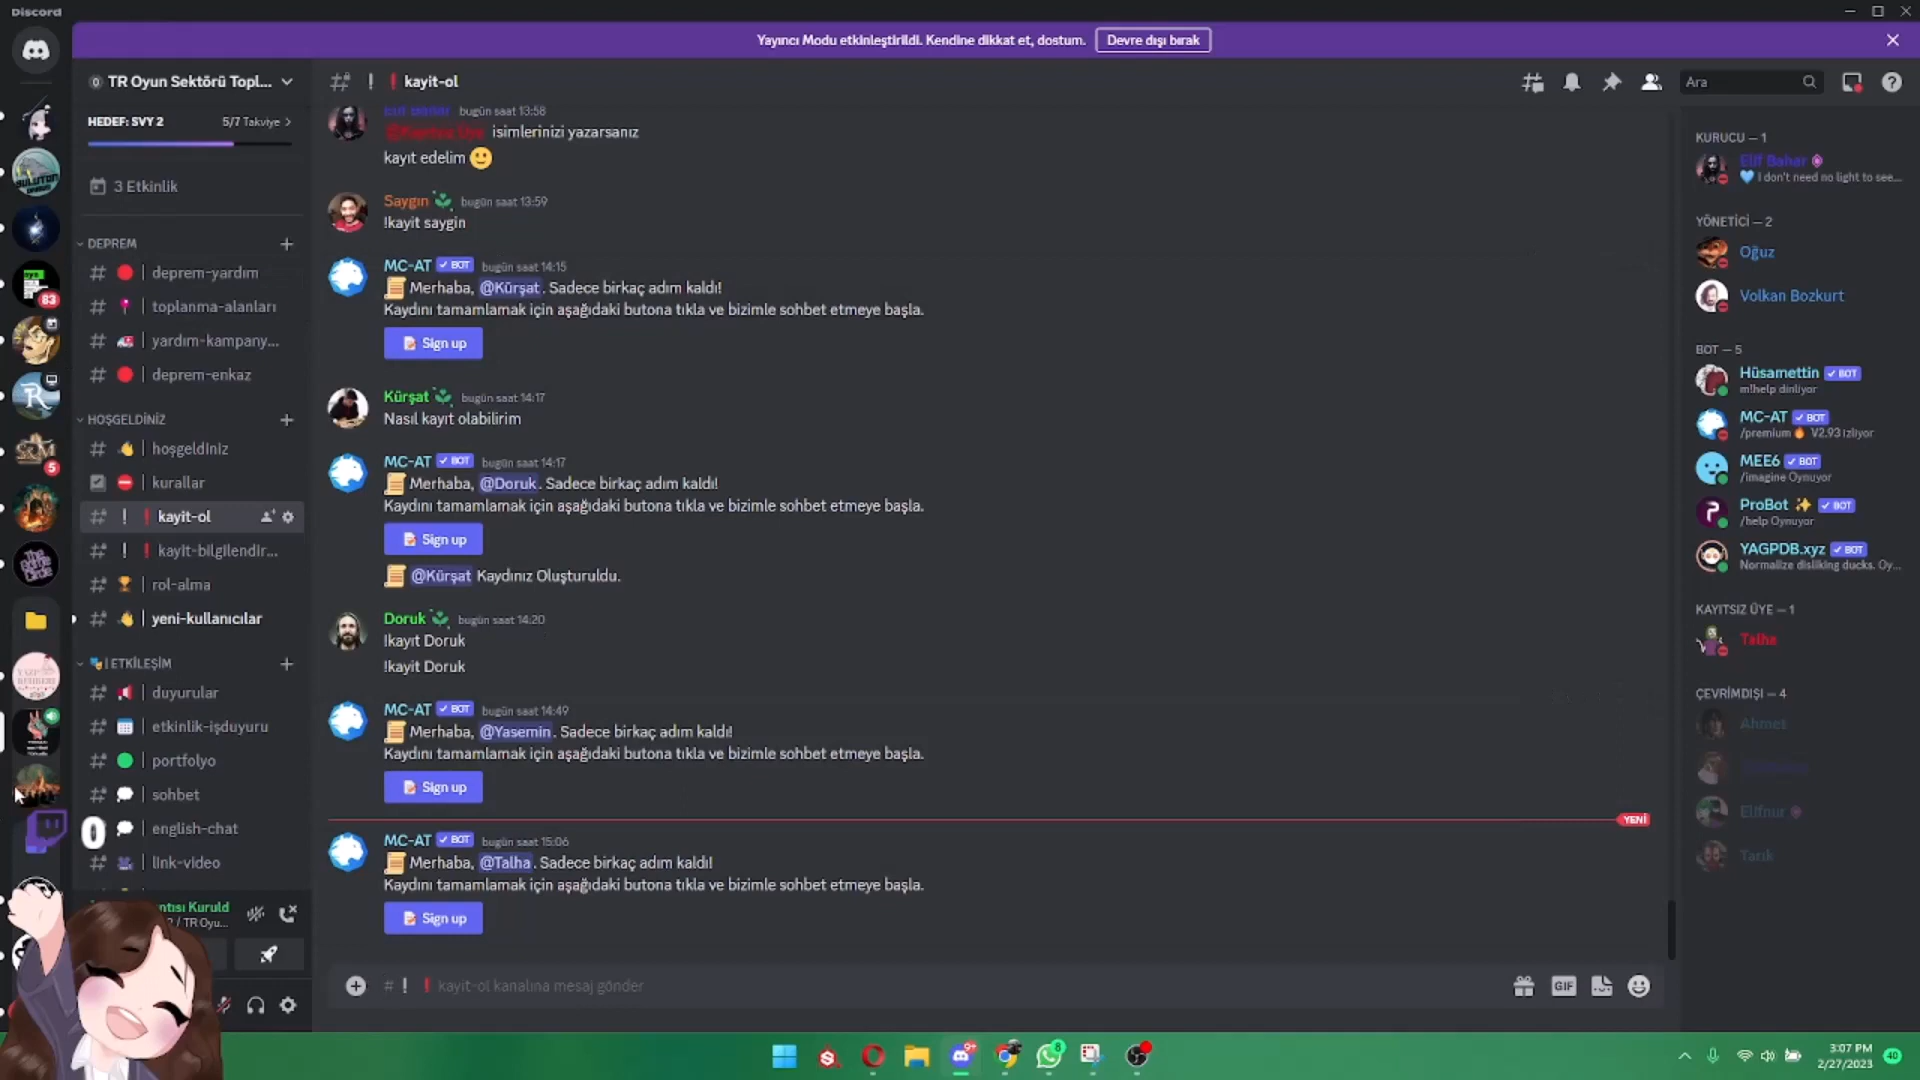 Discord
Yayıncı Modu etkinleştirildi. Kendine dikkat et, dostum.
Devre dışı bırak
TR Oyun Sektörü Topl...
kayit-ol
Ara
HEDEF: SVY 2
5/7 Takviye >
3 Etkinlik
DEPREM
deprem-yardım
toplanma-alanları
yardım-kampany...
deprem-enkaz
HOŞGELDİNİZ
hoşgeldiniz
kurallar
kayit-ol
kayit-bilgilendir...
rol-alma
yeni-kullanıcılar
| ETKİLEŞİM
duyurular
etkinlik-işduyuru
portfolyo
sohbet
english-chat
link-video
ntısı Kuruld
2 / TR Oyu...
83
5
0
Elif Bahar bugün saat 13:58
@Kayıtsız Üye isimlerinizi yazarsanız
kayıt edelim
Saygın bugün saat 13:59
!kayit saygin
MC-AT BOT bugün saat 14:15
Merhaba, @Kürşat. Sadece birkaç adım kaldı!
Kaydını tamamlamak için aşağıdaki butona tıkla ve bizimle sohbet etmeye başla.
Sign up
Kürşat bugün saat 14:17
Nasıl kayıt olabilirim
MC-AT BOT bugün saat 14:17
Merhaba, @Doruk. Sadece birkaç adım kaldı!
Kaydını tamamlamak için aşağıdaki butona tıkla ve bizimle sohbet etmeye başla.
Sign up
@Kürşat Kaydınız Oluşturuldu.
Doruk bugün saat 14:20
!kayıt Doruk
!kayit Doruk
MC-AT BOT bugün saat 14:49
Merhaba, @Yasemin. Sadece birkaç adım kaldı!
Kaydını tamamlamak için aşağıdaki butona tıkla ve bizimle sohbet etmeye başla.
Sign up
YENİ
MC-AT BOT bugün saat 15:06
Merhaba, @Talha. Sadece birkaç adım kaldı!
Kaydını tamamlamak için aşağıdaki butona tıkla ve bizimle sohbet etmeye başla.
Sign up
kayit-ol kanalına mesaj gönder
GIF
KURUCU — 1
Elif Bahar
I don't need no light to see...
YÖNETİCİ — 2
Oğuz
Volkan Bozkurt
BOT — 5
Hüsamettin BOT
m!help dinliyor
MC-AT BOT
/premium V2.93 izliyor
MEE6 BOT
/imagine Oynuyor
ProBot BOT
/help Oynuyor
YAGPDB.xyz BOT
Normalize disliking ducks. Oy...
KAYITSIZ ÜYE — 1
Talha
ÇEVRİMDIŞI — 4
Ahmet
Elifnur
Tarık
9+
8
3:07 PM
2/27/2023
40